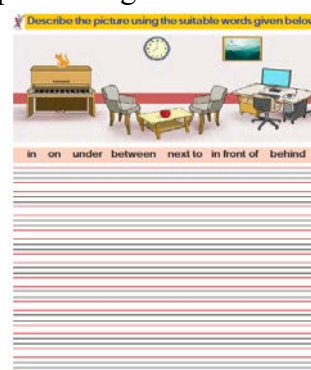 Describe the picture using the suitable words given below
in on under between next to in front of behind